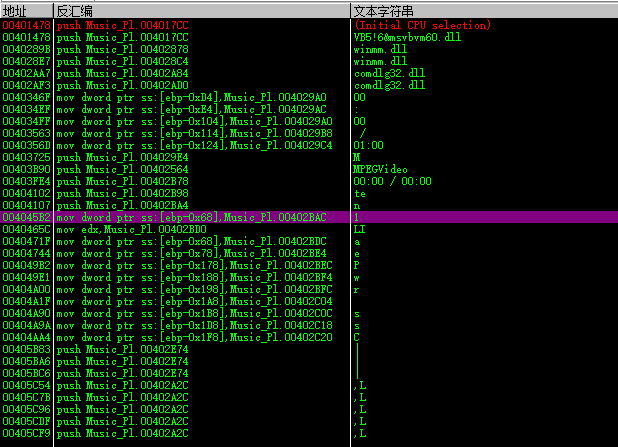 地址 反汇编 文本字符串
00401478 push Music_Pl.004017CC (Initial CPU selection)
00401478 push Music_Pl.004017CC VB5!6&msvbvm60.dll
0040289B push Music_Pl.00402878 winmm.dll
004028E7 push Music_Pl.004028C4 winmm.dll
00402AA7 push Music_Pl.00402A84 comdlg32.dll
00402AF3 push Music_Pl.00402AD0 comdlg32.dll
0040346F mov dword ptr ss:[ebp-0xD4],Music_Pl.004029A0 00
004034B7 mov dword ptr ss:[ebp-0xE4],Music_Pl.004029AC :
004034FF mov dword ptr ss:[ebp-0x104],Music_Pl.004029A0 00
00403563 mov dword ptr ss:[ebp-0x114],Music_Pl.004029B8 /
0040356D mov dword ptr ss:[ebp-0x124],Music_Pl.004029C4 01:00
00403725 push Music_Pl.004029E4 M
00403B90 push Music_Pl.00402564 MPEGVideo
00403FE4 push Music_Pl.00402B78 00:00 / 00:00
00404102 push Music_Pl.00402B98 te
00404107 push Music_Pl.00402BA4 n
004045B2 mov dword ptr ss:[ebp-0x68],Music_Pl.00402BAC 1
0040465C mov edx,Music_Pl.00402BD0 LI
0040471F mov dword ptr ss:[ebp-0x68],Music_Pl.00402BDC a
00404744 mov dword ptr ss:[ebp-0x78],Music_Pl.00402BE4 e
004049B2 mov dword ptr ss:[ebp-0x178],Music_Pl.00402BEC P
004049E1 mov dword ptr ss:[ebp-0x188],Music_Pl.00402BF4 w
00404A00 mov dword ptr ss:[ebp-0x198],Music_Pl.00402BFC r
00404A1F mov dword ptr ss:[ebp-0x1A8],Music_Pl.00402C04
00404A90 mov dword ptr ss:[ebp-0x1B8],Music_Pl.00402C0C s
00404A9A mov dword ptr ss:[ebp-0x1D8],Music_Pl.00402C18 s
00404AA4 mov dword ptr ss:[ebp-0x1F8],Music_Pl.00402C20 C
00405B83 push Music_Pl.00402E74 |
00405BA6 push Music_Pl.00402E74 |
00405BC6 push Music_Pl.00402E74 |
00405C54 push Music_Pl.00402A2C ,L
00405C7B push Music_Pl.00402A2C ,L
00405C96 push Music_Pl.00402A2C ,L
00405CDF push Music_Pl.00402A2C ,L
00405CF9 push Music_Pl.00402A2C ,L